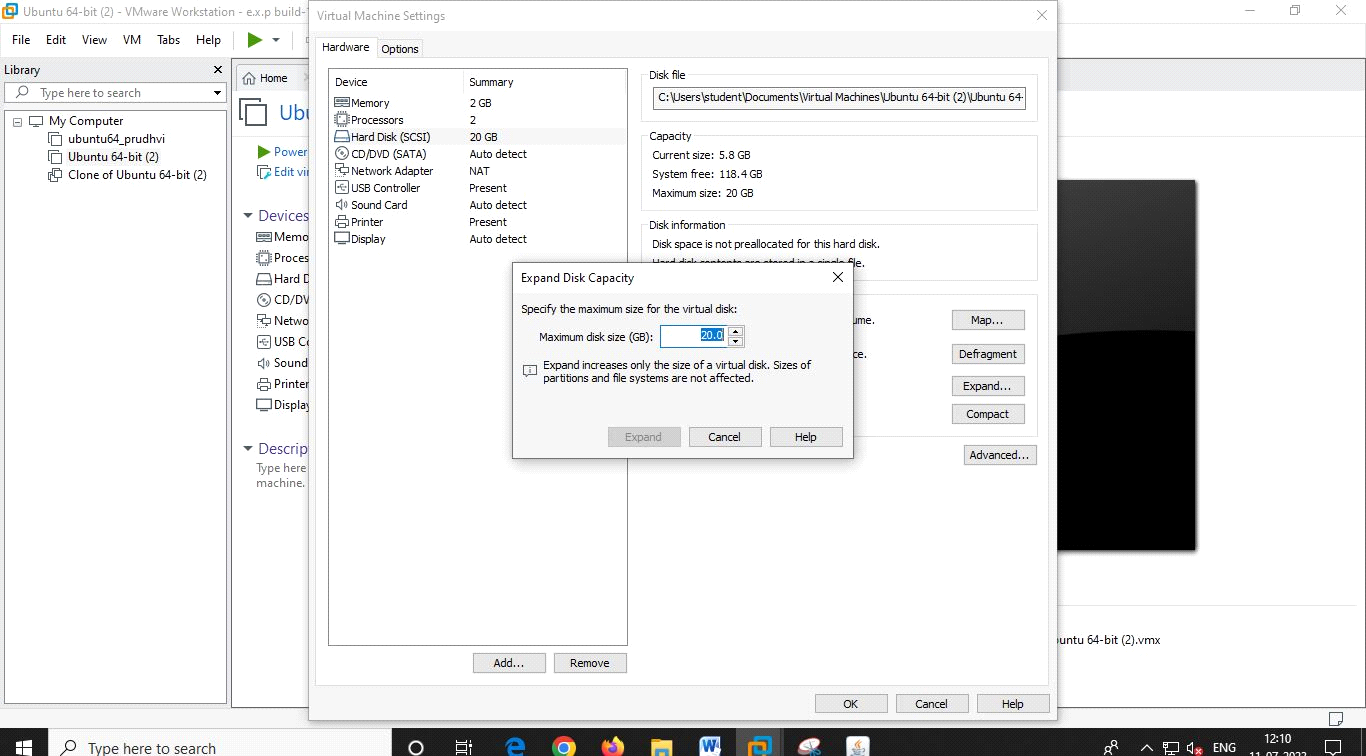 Ubuntu 64-bit (2) - VMware Workstation - e.x.p build-
File Edit View VM Tabs Help
Library
Type here to search
My Computer
ubuntu64_prudhvi
Ubuntu 64-bit (2)
Clone of Ubuntu 64-bit (2)
Home
Ubu
Power
Edit vir
Devices
Memo
Proces
Hard D
CD/DV
Netwo
USB Co
Sound
Printer
Display
Descrip
Type here
machine.
Virtual Machine Settings
Hardware Options
Device Summary
Memory 2 GB
Processors 2
Hard Disk (SCSI) 20 GB
CD/DVD (SATA) Auto detect
Network Adapter NAT
USB Controller Present
Sound Card Auto detect
Printer Present
Display Auto detect
Add... Remove
Disk file
C:\Users\student\Documents\Virtual Machines\Ubuntu 64-bit (2)\Ubuntu 64-
Capacity
Current size: 5.8 GB
System free: 118.4 GB
Maximum size: 20 GB
Disk information
Disk space is not preallocated for this hard disk.
Hard disk contents are stored in a single file.
ume.
Map...
ce.
Defragment
Expand...
Compact
Advanced...
Expand Disk Capacity
Specify the maximum size for the virtual disk:
Maximum disk size (GB): 20.0
Expand increases only the size of a virtual disk. Sizes of
partitions and file systems are not affected.
Expand Cancel Help
OK Cancel Help
untu 64-bit (2).vmx
Type here to search
ENG
12:10
11-07-2023